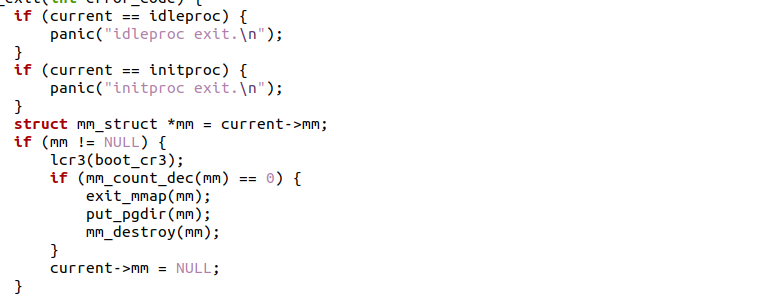 if (current == idleproc) {
panic("idleproc exit.\n");
}
if (current == initproc) {
panic("initproc exit.\n");
}
struct mm_struct *mm = current->mm;
if (mm != NULL) {
lcr3(boot_cr3);
if (mm_count_dec(mm) == 0) {
exit_mmap(mm);
put_pgdir(mm);
mm_destroy(mm);
}
current->mm = NULL;
}